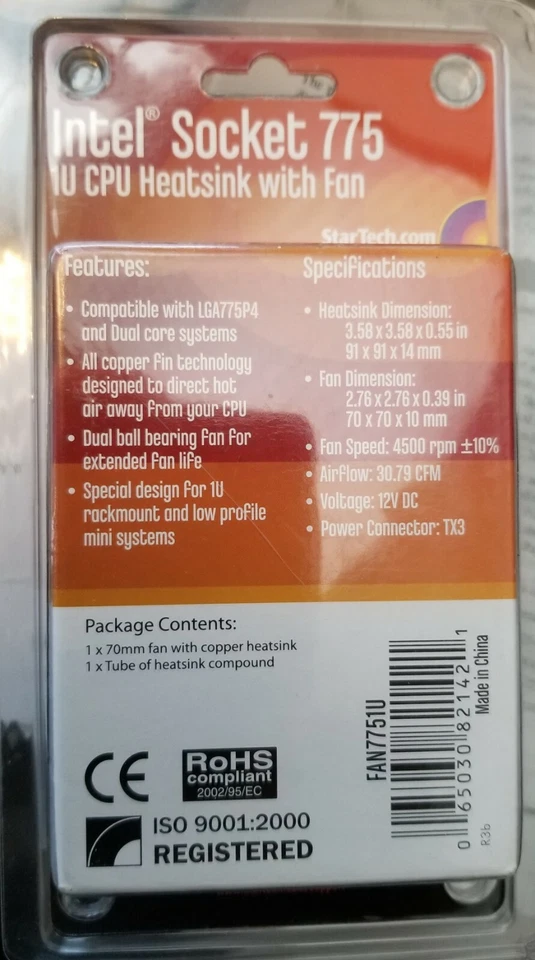 Intel® Socket 775
1U CPU Heatsink with Fan
StarTech.com
Features:
• Compatible with LGA775P4
and Dual core systems
• All copper fin technology
designed to direct hot
air away from your CPU
• Dual ball bearing fan for
extended fan life
• Special design for 1U
rackmount and low profile
mini systems
Specifications
• Heatsink Dimension:
3.58 x 3.58 x 0.55 in
91 x 91 x 14 mm
• Fan Dimension:
2.76 x 2.76 x 0.39 in
70 x 70 x 10 mm
• Fan Speed: 4500 rpm ±10%
• Airflow: 30.79 CFM
• Voltage: 12V DC
• Power Connector: TX3
Package Contents:
1 x 70mm fan with copper heatsink
1 x Tube of heatsink compound
CE
RoHS
compliant
2002/95/EC
ISO 9001:2000
REGISTERED
FAN7751U
0 65030 82142 1
Made in China
R3b